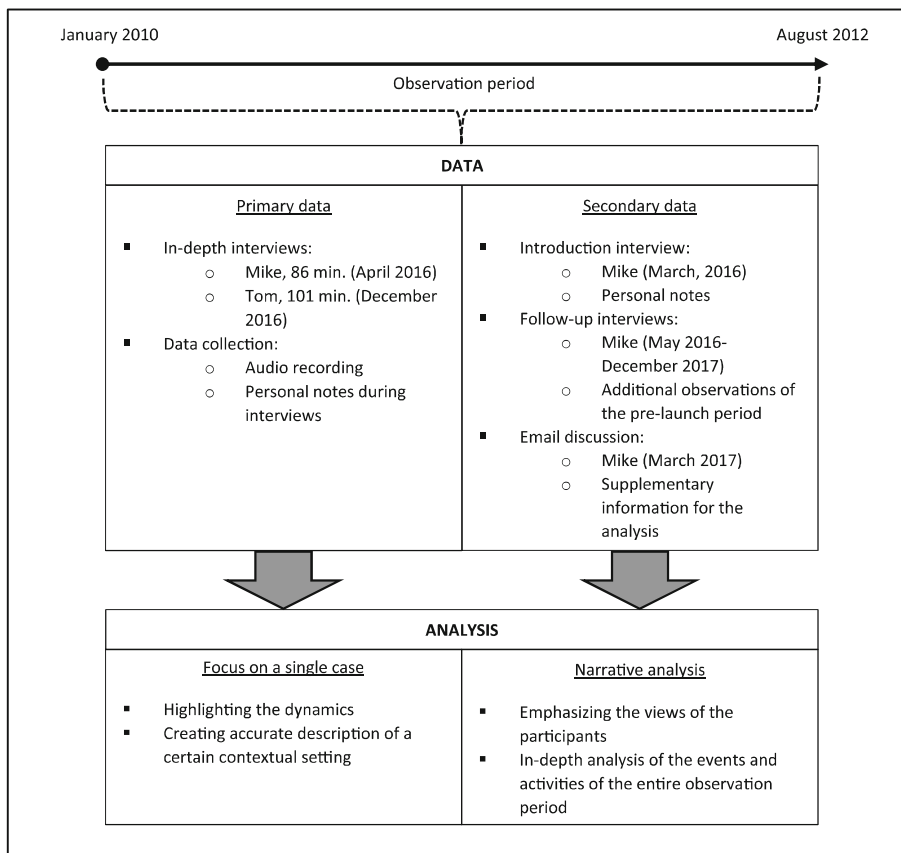 January 2010
August 2012
Observation period
DATA
Primary data
▪ In-depth interviews:
o Mike, 86 min. (April 2016)
o Tom, 101 min. (December
2016)
▪ Data collection:
o Audio recording
o Personal notes during
interviews
Secondary data
▪ Introduction interview:
o Mike (March, 2016)
o Personal notes
▪ Follow-up interviews:
o Mike (May 2016-
December 2017)
o Additional observations of
the pre-launch period
▪ Email discussion:
o Mike (March 2017)
o Supplementary
information for the
analysis
ANALYSIS
Focus on a single case
▪ Highlighting the dynamics
▪ Creating accurate description of a
certain contextual setting
Narrative analysis
▪ Emphasizing the views of the
participants
▪ In-depth analysis of the events and
activities of the entire observation
period